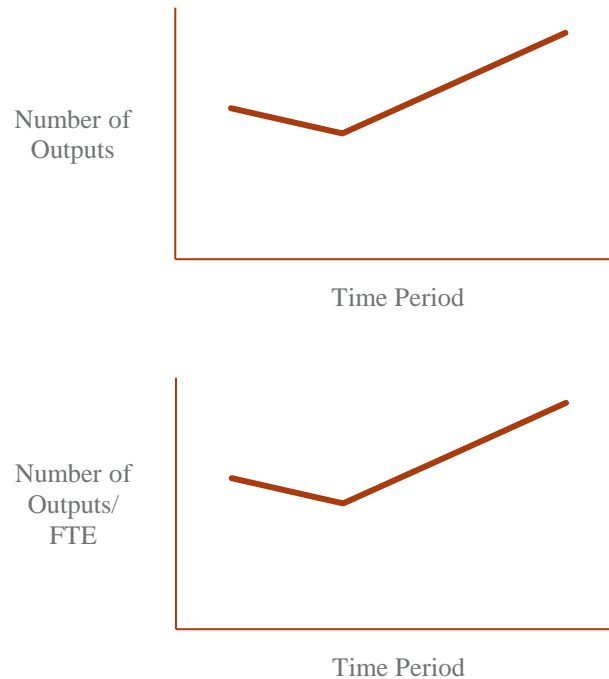 Number of
Outputs
Time Period
Number of
Outputs/
FTE
Time Period